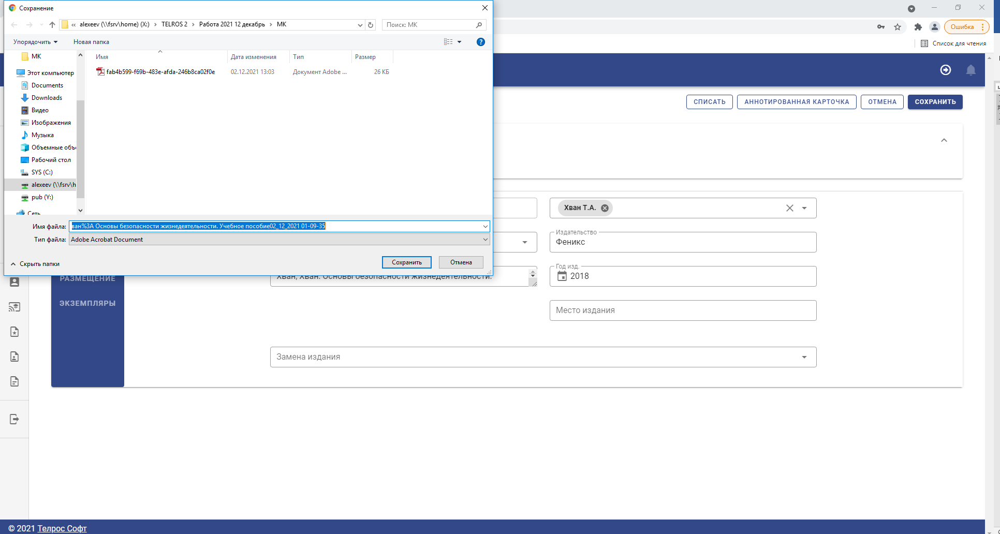 Сохранение
« alexeev (\\fsrv\home) (X:) › TELROS 2 › Работа 2021 12 декабрь › МК
Поиск: МК
Ошибка
Упорядочить
Новая папка
Список для чтения
МК
Этот компьютер
Documents
Downloads
Видео
Изображения
Музыка
Объемные объ
Рабочий стол
SYS (C:)
alexeev (\\fsrv\h
pub (Y:)
Сеть
Имя
Дата изменения
Тип
Размер
fab4b599-f69b-483e-afda-246b8ca02f0e
02.12.2021 13:03
Документ Adobe ...
26 КБ
Имя файла:
ван%3A Основы безопасности жизнедеятельности. Учебное пособие02_12_2021 01-09-35
Тип файла:
Adobe Acrobat Document
Скрыть папки
Сохранить
Отмена
СПИСАТЬ
АННОТИРОВАННАЯ КАРТОЧКА
ОТМЕНА
СОХРАНИТЬ
Хван Т.А.
Издательство
Феникс
Хван, Хван: Основы безопасности жизнедеятельности.
Год изд.
2018
Место издания
Замена издания
РАЗМЕЩЕНИЕ
ЭКЗЕМПЛЯРЫ
© 2021 Телрос Софт